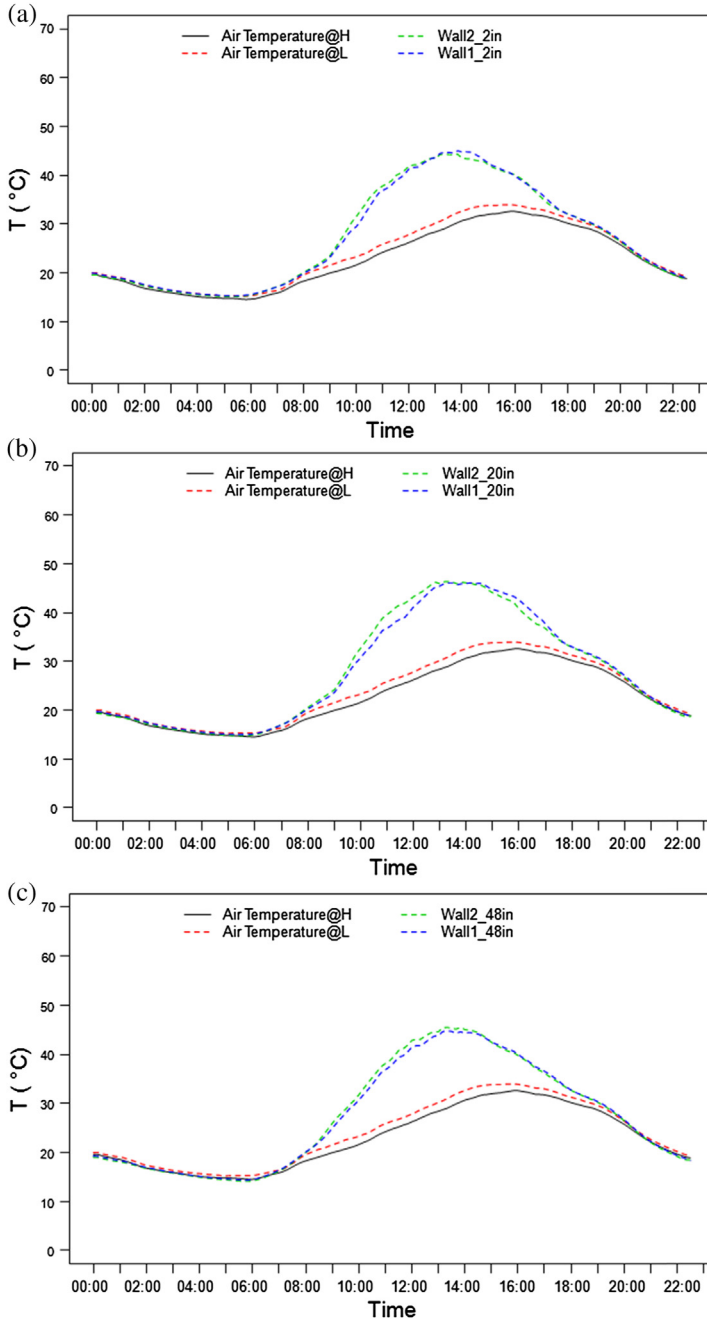 (a)
Air Temperature@H Wall2_2in
Air Temperature@L Wall1_2in
T ( °C)
70
60
50
40
30
20
10
0
00:00 02:00 04:00 06:00 08:00 10:00 12:00 14:00 16:00 18:00 20:00 22:00
Time
(b)
Air Temperature@H Wall2_20in
Air Temperature@L Wall1_20in
T ( °C)
70
60
50
40
30
20
10
0
00:00 02:00 04:00 06:00 08:00 10:00 12:00 14:00 16:00 18:00 20:00 22:00
Time
(c)
Air Temperature@H Wall2_48in
Air Temperature@L Wall1_48in
T ( °C)
70
60
50
40
30
20
10
0
00:00 02:00 04:00 06:00 08:00 10:00 12:00 14:00 16:00 18:00 20:00 22:00
Time